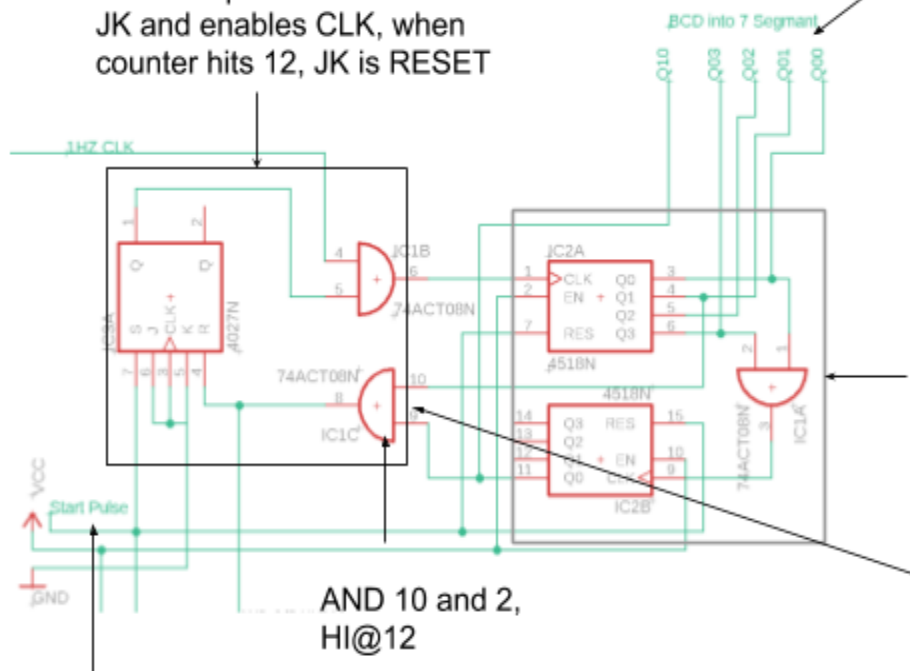 JK and enables CLK, when
counter hits 12, JK is RESET
BCD into 7 Segmant
Q10
Q03
Q02
Q01
Q00
1HZ CLK
1
2
Q
Q
S
J
CLK
K
R
IC3A
4027N
7
6
3
5
4
4
5
6
IC1B
74ACT08N
74ACT08N
8
10
9
IC1C
IC2A
1
2
7
CLK
EN
RES
Q0
Q1
Q2
Q3
3
4
5
6
4518N
2
1
3
74ACT08N
IC1A
4518N
14
13
12
11
Q3
Q2
Q1
Q0
RES
EN
CLK
15
10
9
IC2B
VCC
Start Pulse
GND
AND 10 and 2,
HI@12